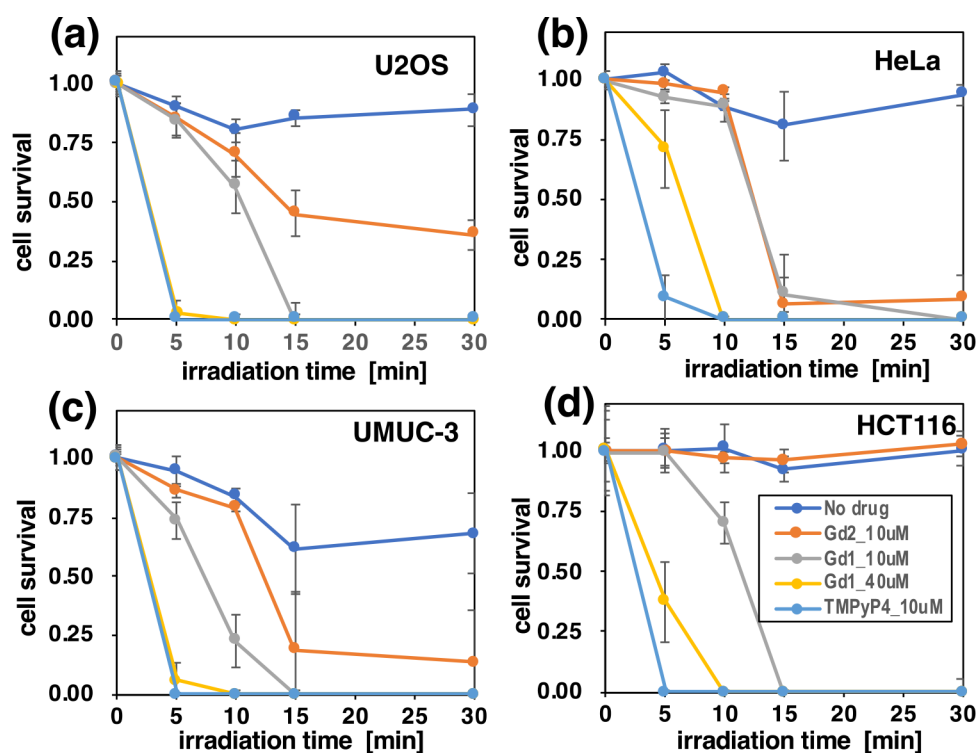 (a)
U2OS
cell survival
1.00
0.75
0.50
0.25
0.00
0 5 10 15 20 25 30
irradiation time [min]
(b)
HeLa
cell survival
1.00
0.75
0.50
0.25
0.00
0 5 10 15 20 25 30
irradiation time [min]
(c)
UMUC-3
cell survival
1.00
0.75
0.50
0.25
0.00
0 5 10 15 20 25 30
irradiation time [min]
(d)
HCT116
cell survival
1.00
0.75
0.50
0.25
0.00
0 5 10 15 20 25 30
irradiation time [min]
No drug
Gd2_10uM
Gd1_10uM
Gd1_40uM
TMPyP4_10uM